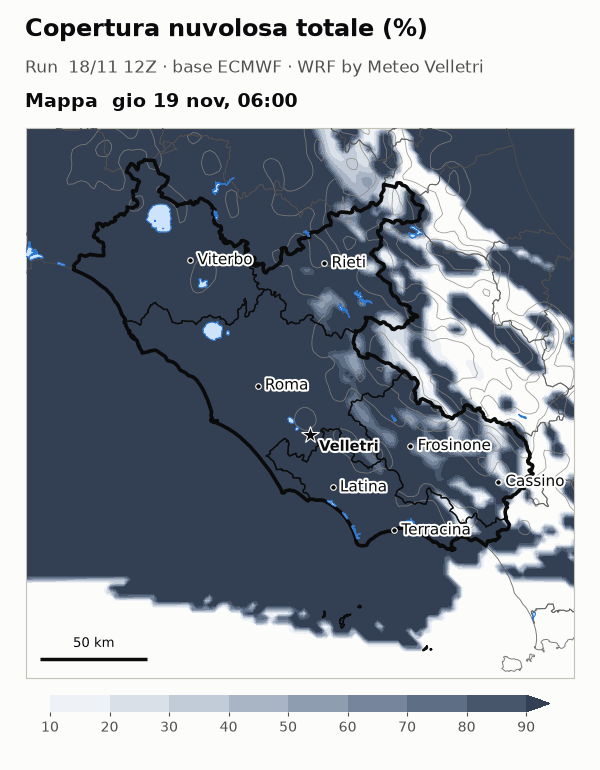 Copertura nuvolosa totale (%)
Run  18/11 12Z · base ECMWF · WRF by Meteo Velletri
Mappa  gio 19 nov, 06:00
Viterbo
Rieti
Roma
Velletri
Frosinone
Cassino
Latina
Terracina
50 km
10 20 30 40 50 60 70 80 90